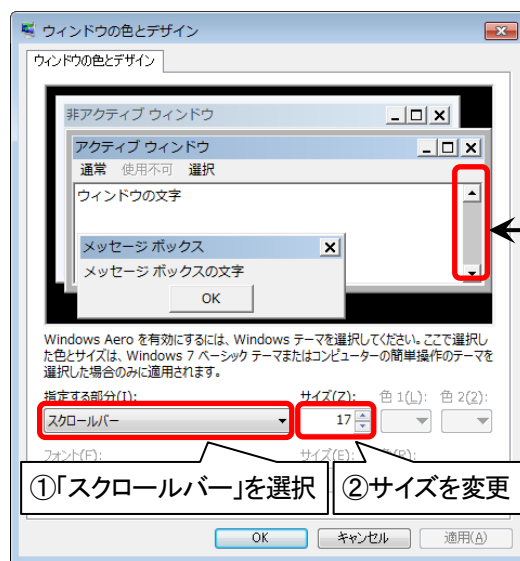 ウィンドウの色とデザイン
ウィンドウの色とデザイン
非アクティブ ウィンドウ
アクティブ ウィンドウ
通常 使用不可 選択
ウィンドウの文字
メッセージ ボックス
メッセージ ボックスの文字
OK
Windows Aero を有効にするには、Windows テーマを選択してください。ここで選択し
た色とサイズは、Windows 7 ベーシック テーマまたはコンピューターの簡単操作のテーマを
選択した場合のみに適用されます。
指定する部分(I): サイズ(Z): 色 1(L): 色 2(2):
スクロールバー 17
フォント(F): サイズ(E):
①「スクロールバー」を選択 ②サイズを変更
OK キャンセル 適用(A)